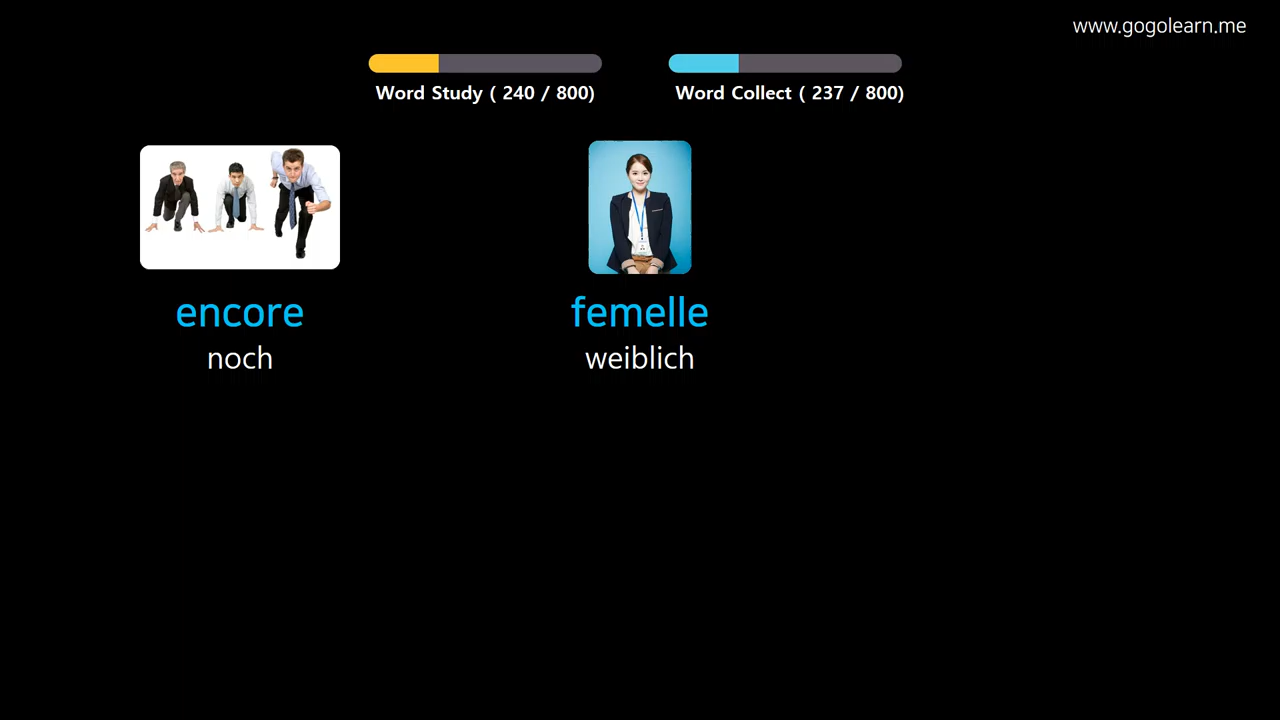 www.gogolearn.me
Word Study ( 240 / 800)
Word Collect ( 237 / 800)
encore
noch
femelle
weiblich